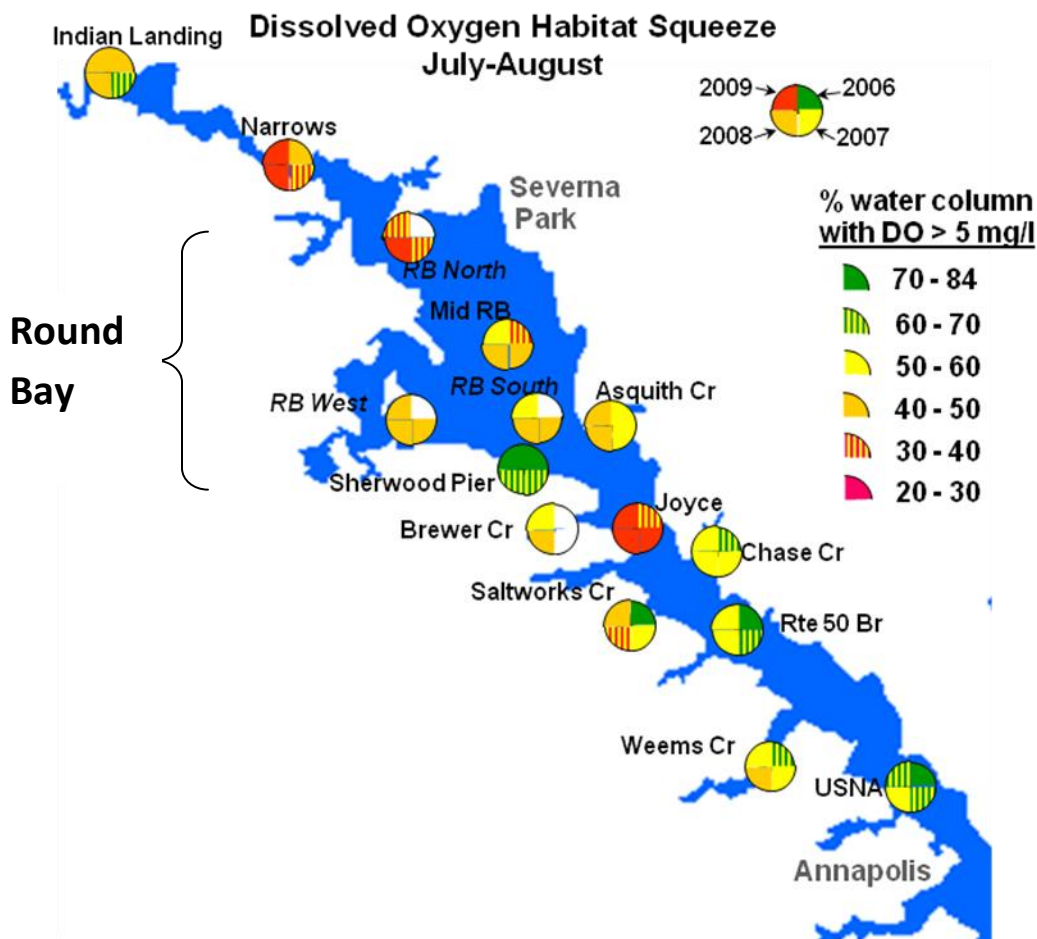 Dissolved Oxygen Habitat Squeeze
July-August
Indian Landing
2009
2006
2008
2007
Narrows
Severna
Park
% water column
with DO > 5 mg/l
70 - 84
60 - 70
50 - 60
40 - 50
30 - 40
20 - 30
RB North
Round
Bay
Mid RB
RB South
RB West
Asquith Cr
Sherwood Pier
Brewer Cr
Joyce
Chase Cr
Saltworks Cr
Rte 50 Br
Weems Cr
USNA
Annapolis